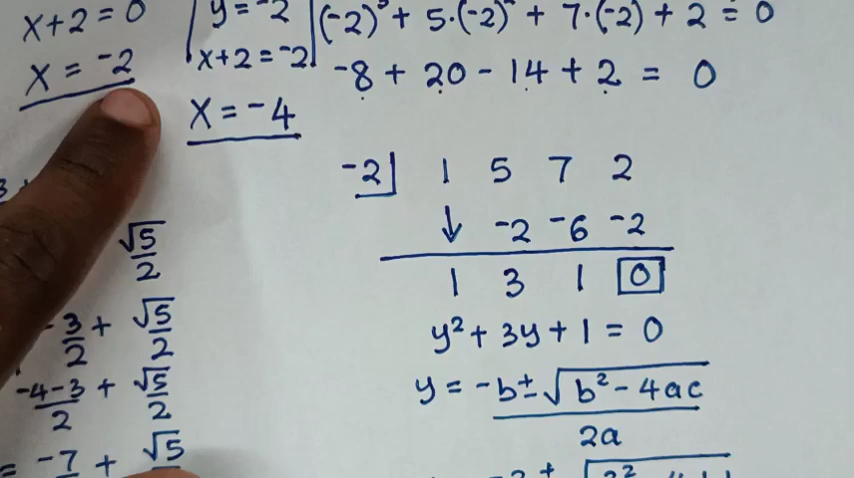 x+2=0
x = -2
y = -2
x+2 = -2
x = -4
(-2)³ + 5·(-2)² + 7·(-2) + 2 = 0
-8 + 20 - 14 + 2 = 0
-2 1 5 7 2
↓ -2 -6 -2
1 3 1 0
y² + 3y + 1 = 0
y = -b ± √(b² - 4ac)
2a
√5/2
-3/2 + √5/2
(-4-3)/2 + √5/2
= -7 + √5